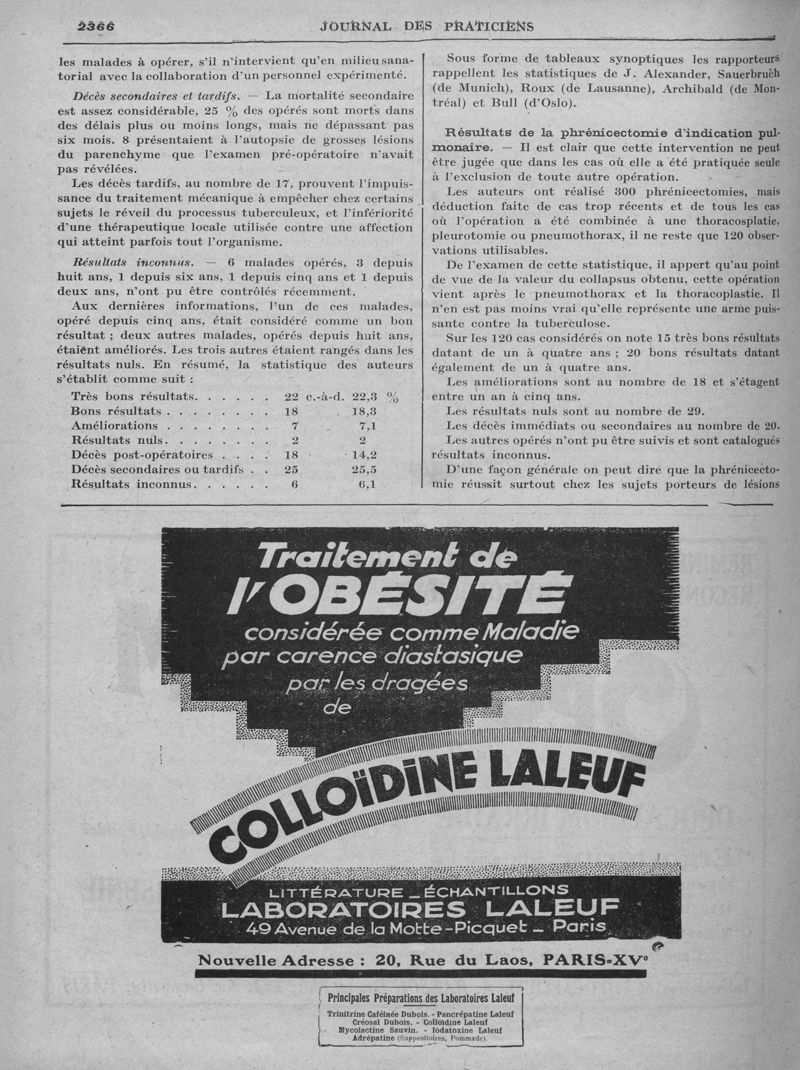 2366
JOURNAL DES PRATICIENS
les malades à opérer, s'il n'intervient qu'en milieu sana-
torial avec la collaboration d'un personnel expérimenté.
Décès secondaires et tardifs. — La mortalité secondaire
est assez considérable, 25 % des opérés sont morts dans
des délais plus ou moins longs, mais ne dépassant pas
six mois. 8 présentaient à l'autopsie de grosses lésions
du parenchyme que l'examen pré-opératoire n'avait
pas révélées.
Les décès tardifs, au nombre de 17, prouvent l'impuis-
sance du traitement mécanique à empêcher chez certains
sujets le réveil du processus tuberculeux, et l'infériorité
d'une thérapeutique locale utilisée contre une affection
qui atteint parfois tout l'organisme.
Résultats inconnus. — 6 malades opérés, 3 depuis
huit ans, 1 depuis six ans, 1 depuis cinq ans et 1 depuis
deux ans, n'ont pu être contrôlés récemment.
Aux dernières informations, l'un de ces malades,
opéré depuis cinq ans, était considéré comme un bon
résultat ; deux autres malades, opérés depuis huit ans,
étaient améliorés. Les trois autres étaient rangés dans les
résultats nuls. En résumé, la statistique des auteurs
s'établit comme suit :
Très bons résultats. . . . . . 22 c.-à-d. 22,3 %
Bons résultats . . . . . . . . 18 18,3
Améliorations . . . . . . . . 7 7,1
Résultats nuls. . . . . . . . 2 2
Décès post-opératoires . . . . 18 14,2
Décès secondaires ou tardifs . . 25 25,5
Résultats inconnus. . . . . . 6 6,1
Sous forme de tableaux synoptiques les rapporteurs
rappellent les statistiques de J. Alexander, Sauerbruch
(de Munich), Roux (de Lausanne), Archibald (de Mon-
tréal) et Bull (d'Oslo).
Résultats de la phrénicectomie d'indication pul-
monaire. — Il est clair que cette intervention ne peut
être jugée que dans les cas où elle a été pratiquée seule
à l'exclusion de toute autre opération.
Les auteurs ont réalisé 300 phrénicectomies, mais
déduction faite de cas trop récents et de tous les cas
où l'opération a été combinée à une thoracosplatie,
pleurotomie ou pneumothorax, il ne reste que 120 obser-
vations utilisables.
De l'examen de cette statistique, il appert qu'au point
de vue de la valeur du collapsus obtenu, cette opération
vient après le pneumothorax et la thoracoplastie. Il
n'en est pas moins vrai qu'elle représente une arme puis-
sante contre la tuberculose.
Sur les 120 cas considérés on note 15 très bons résultats
datant de un à quatre ans ; 20 bons résultats datant
également de un à quatre ans.
Les améliorations sont au nombre de 18 et s'étagent
entre un an à cinq ans.
Les résultats nuls sont au nombre de 29.
Les décès immédiats ou secondaires au nombre de 20.
Les autres opérés n'ont pu être suivis et sont catalogués
résultats inconnus.
D'une façon générale on peut dire que la phrénicecto-
mie réussit surtout chez les sujets porteurs de lésions
Traitement de
l'OBÉSITÉ
considérée comme Maladie
par carence diastasique
par les dragées
de
COLLOÏDINE LALEUF
LITTÉRATURE _ ÉCHANTILLONS
LABORATOIRES LALEUF
49 Avenue de la Motte-Picquet _ Paris
Nouvelle Adresse : 20, Rue du Laos, PARIS-XVe
Principales Préparations des Laboratoires Laleuf
Trinitrine Caféinée Dubois. - Pancrépatine Laleuf
Créosal Dubois. - Colloïdine Laleuf
Mycolactine Sauvin. - Iodatoxine Laleuf
Adrépatine (Suppositoires, Pommade).